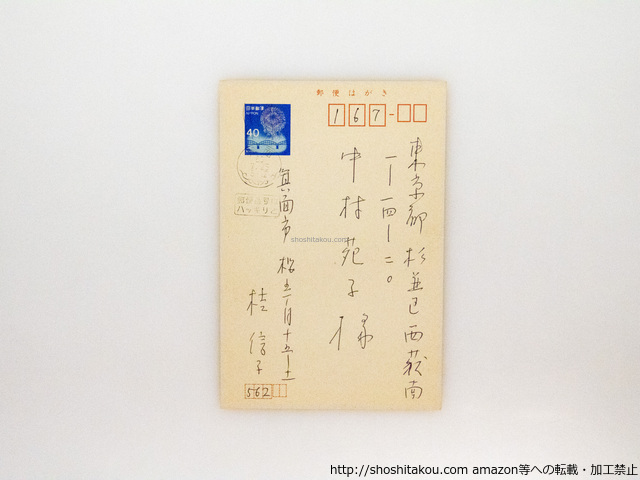 郵便はがき
167
日本郵便
NIPPON
40
東京都杉並区西荻南
一ー四ー二〇
中村苑子様
箕面市桜
桂信子
562
shoshitakou.com
http://shoshitakou.com amazon等への転載・加工禁止